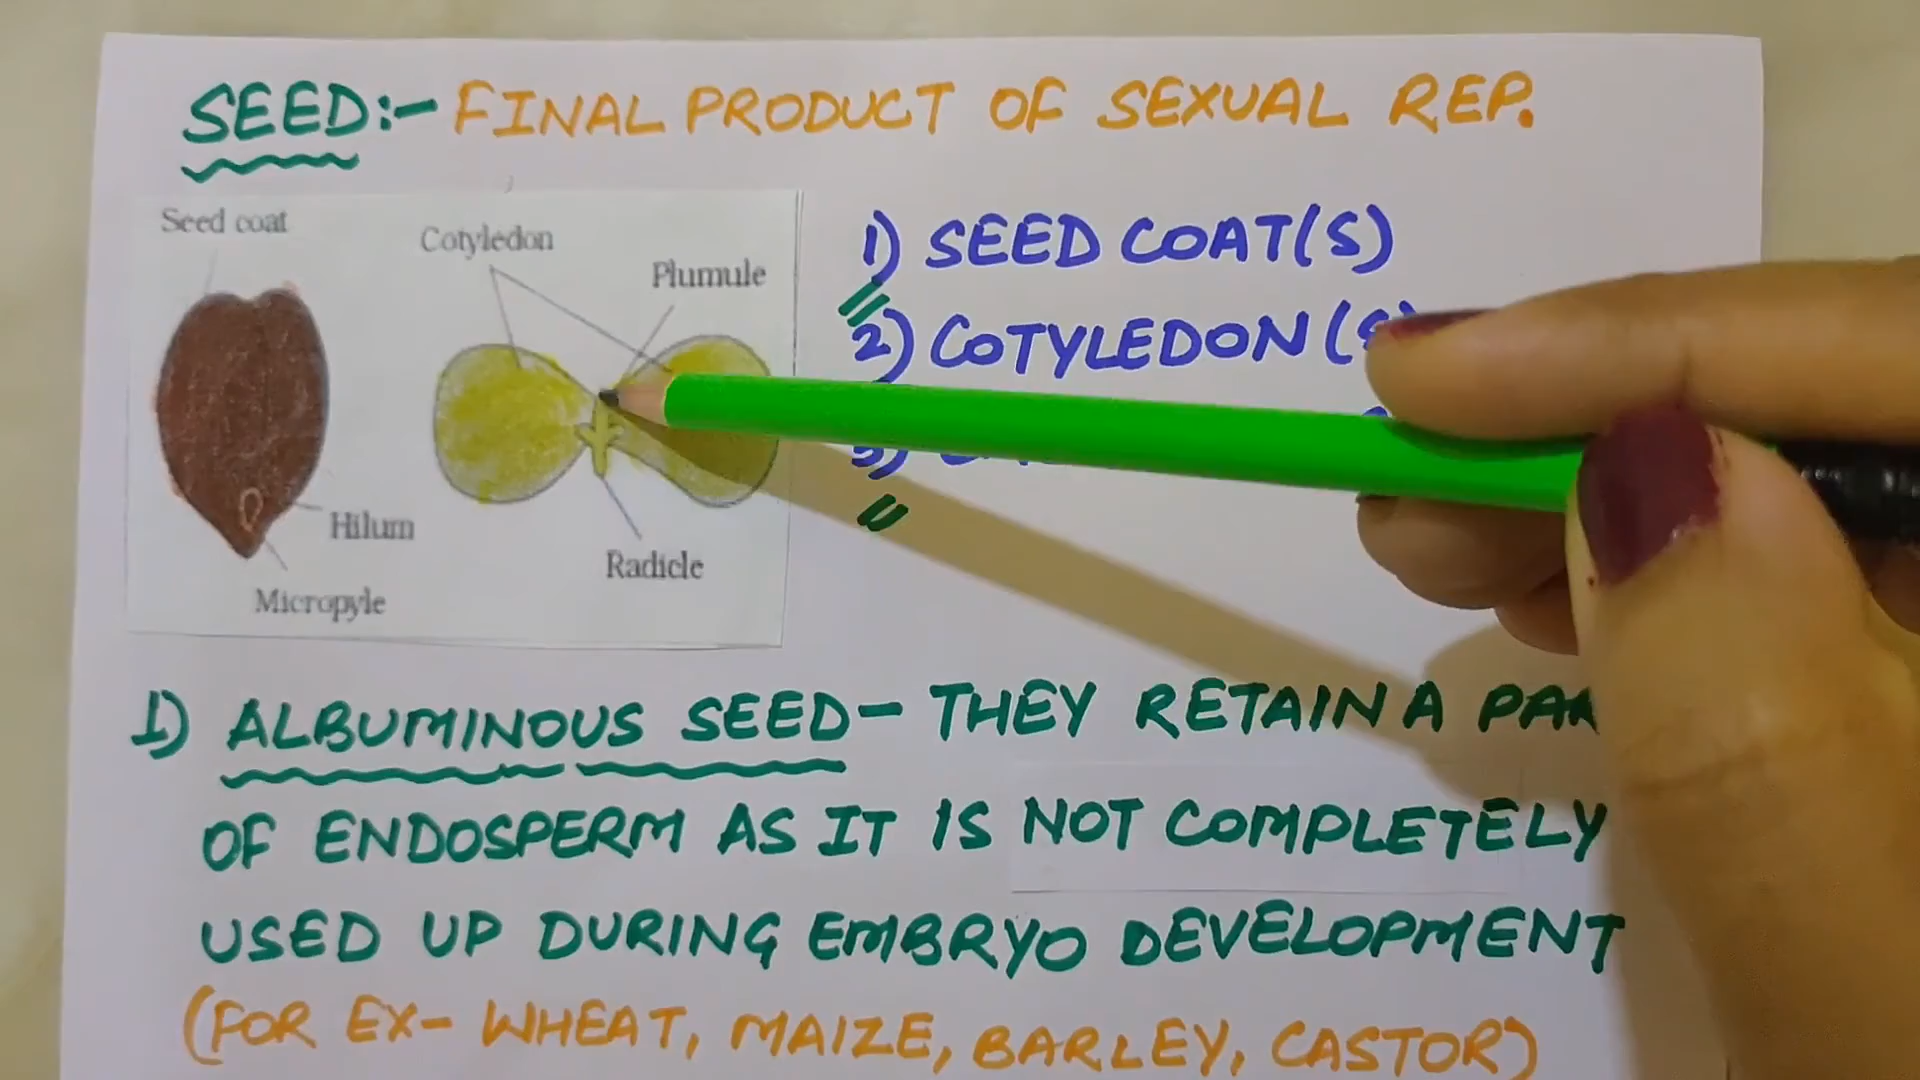 SEED:- FINAL PRODUCT OF SEXUAL REP.
Seed coat
Cotyledon
Plumule
Hilum
Radicle
Micropyle
1) SEED COAT(S)
2) COTYLEDON(S)
3)
1) ALBUMINOUS SEED- THEY RETAIN A
OF ENDOSPERM AS IT IS NOT COMPLETELY
USED UP DURING EMBRYO DEVELOPMENT
(FOR EX- WHEAT, MAIZE, BARLEY, CASTOR)